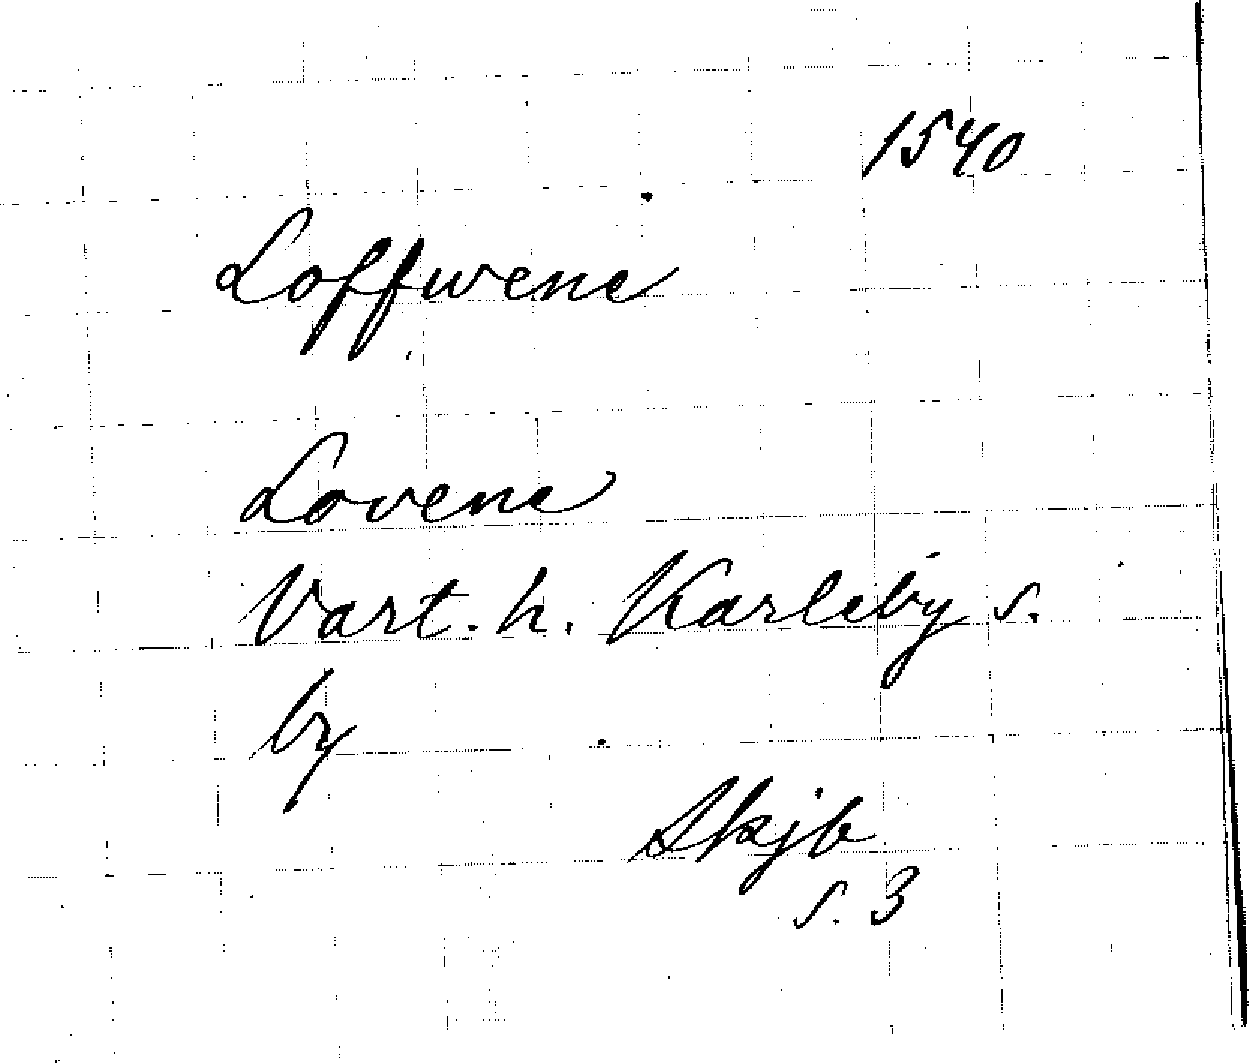 1540
Loffwene
Lovene
Vart. h. Karleby s.
by
Skjb
s. 3